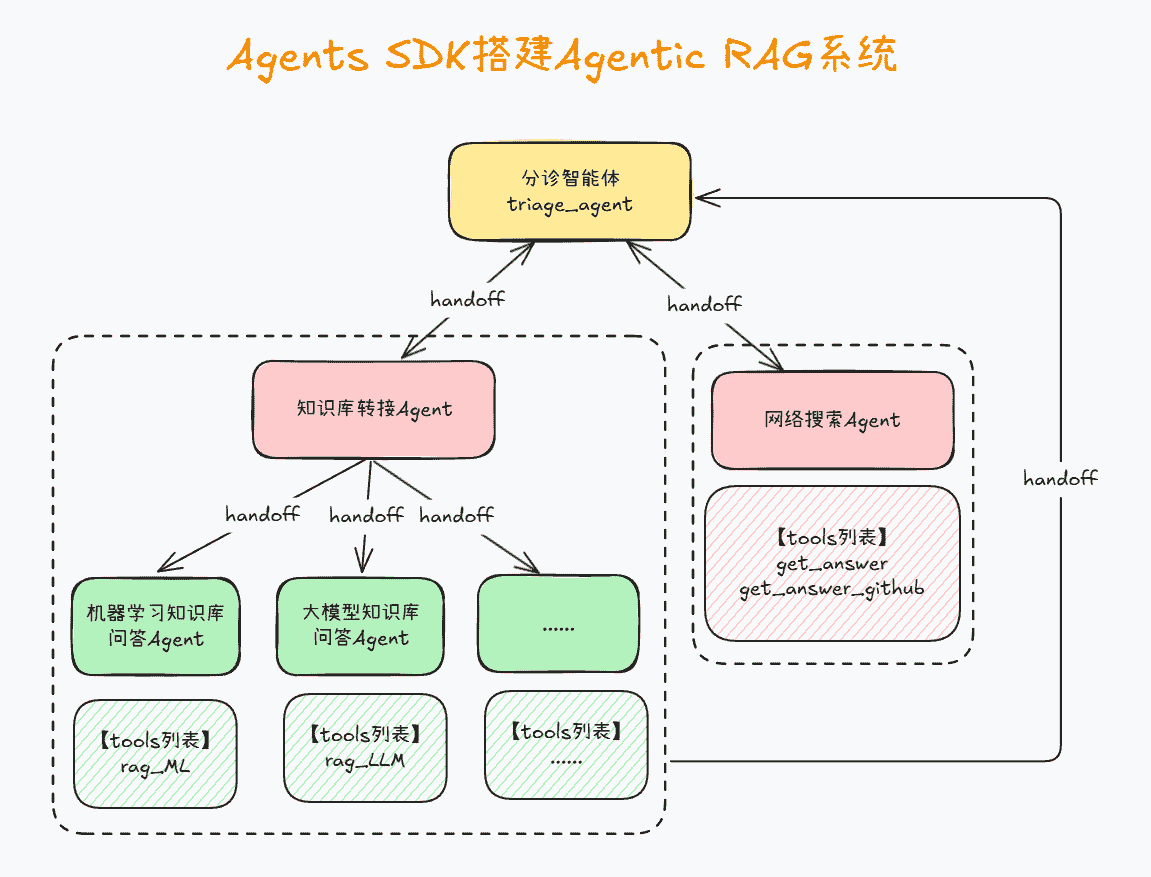 Agents SDK搭建Agentic RAG系统
分诊智能体
triage_agent
handoff
handoff
知识库转接Agent
网络搜索Agent
handoff
handoff
handoff
handoff
【tools列表】
get_answer
get_answer_github
机器学习知识库
问答Agent
大模型知识库
问答Agent
......
【tools列表】
rag_ML
【tools列表】
rag_LLM
【tools列表】
......